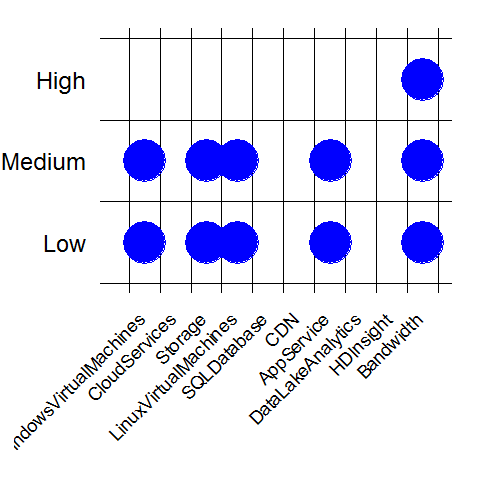 High
Medium
Low
ndowsVirtualMachines
CloudServices
Storage
LinuxVirtualMachines
SQLDatabase
CDN
AppService
DataLakeAnalytics
HDInsight
Bandwidth